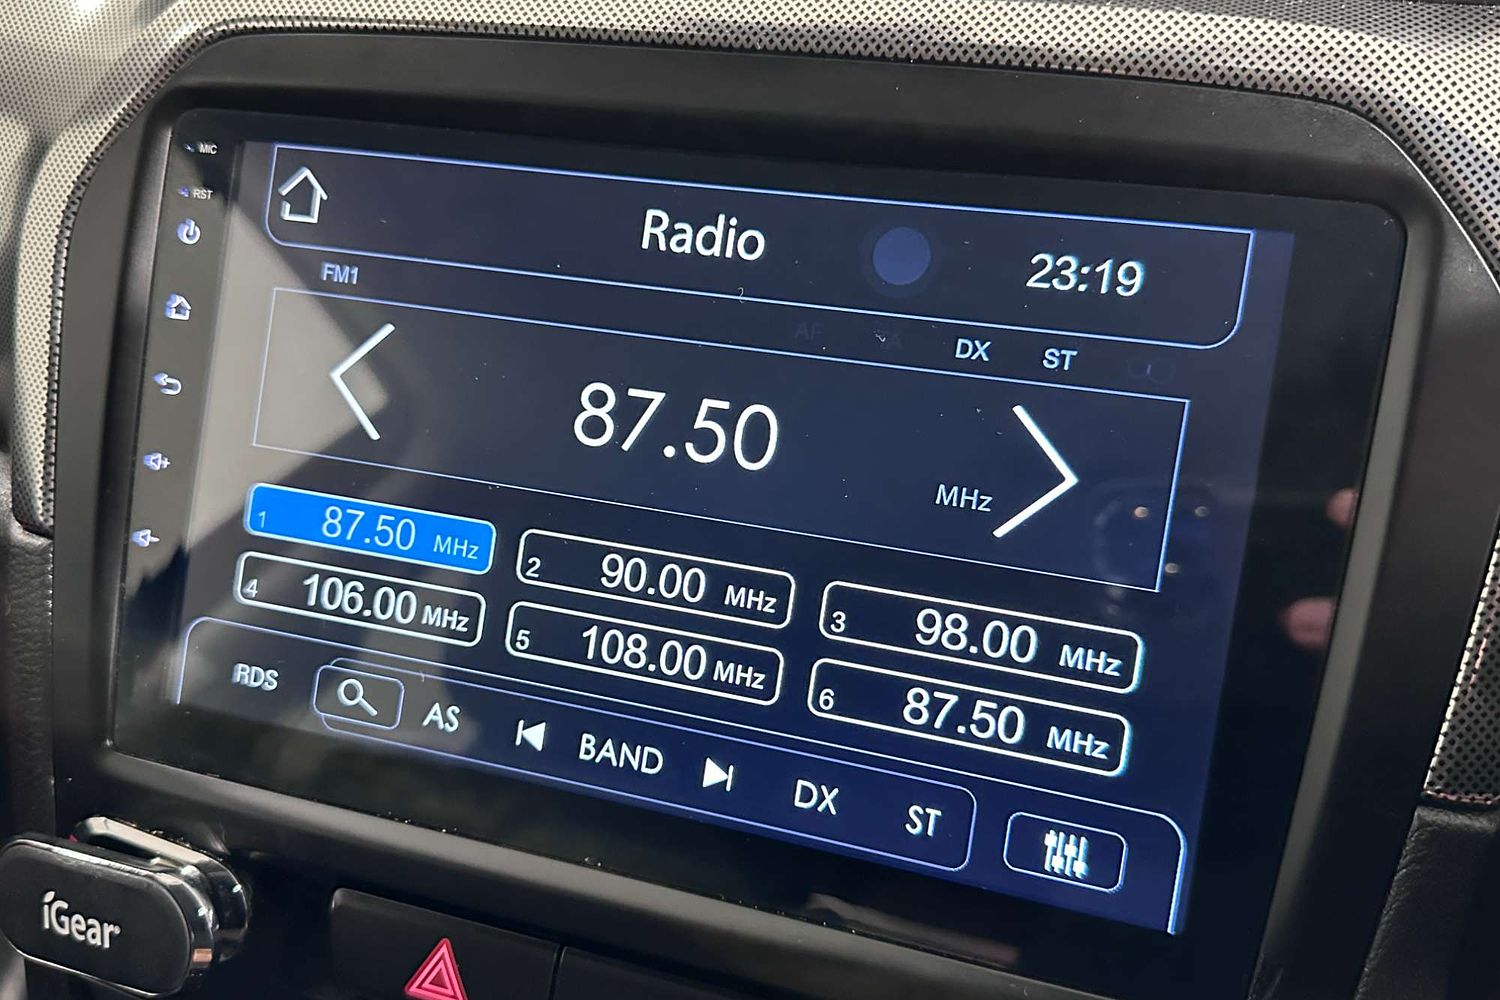 MIC
RST
Radio
23:19
FM1
AF
DX
ST
87.50
MHz
1 87.50 MHz
2 90.00 MHz
3 98.00 MHz
4 106.00 MHz
5 108.00 MHz
6 87.50 MHz
RDS
AS
BAND
DX
ST
iGear®